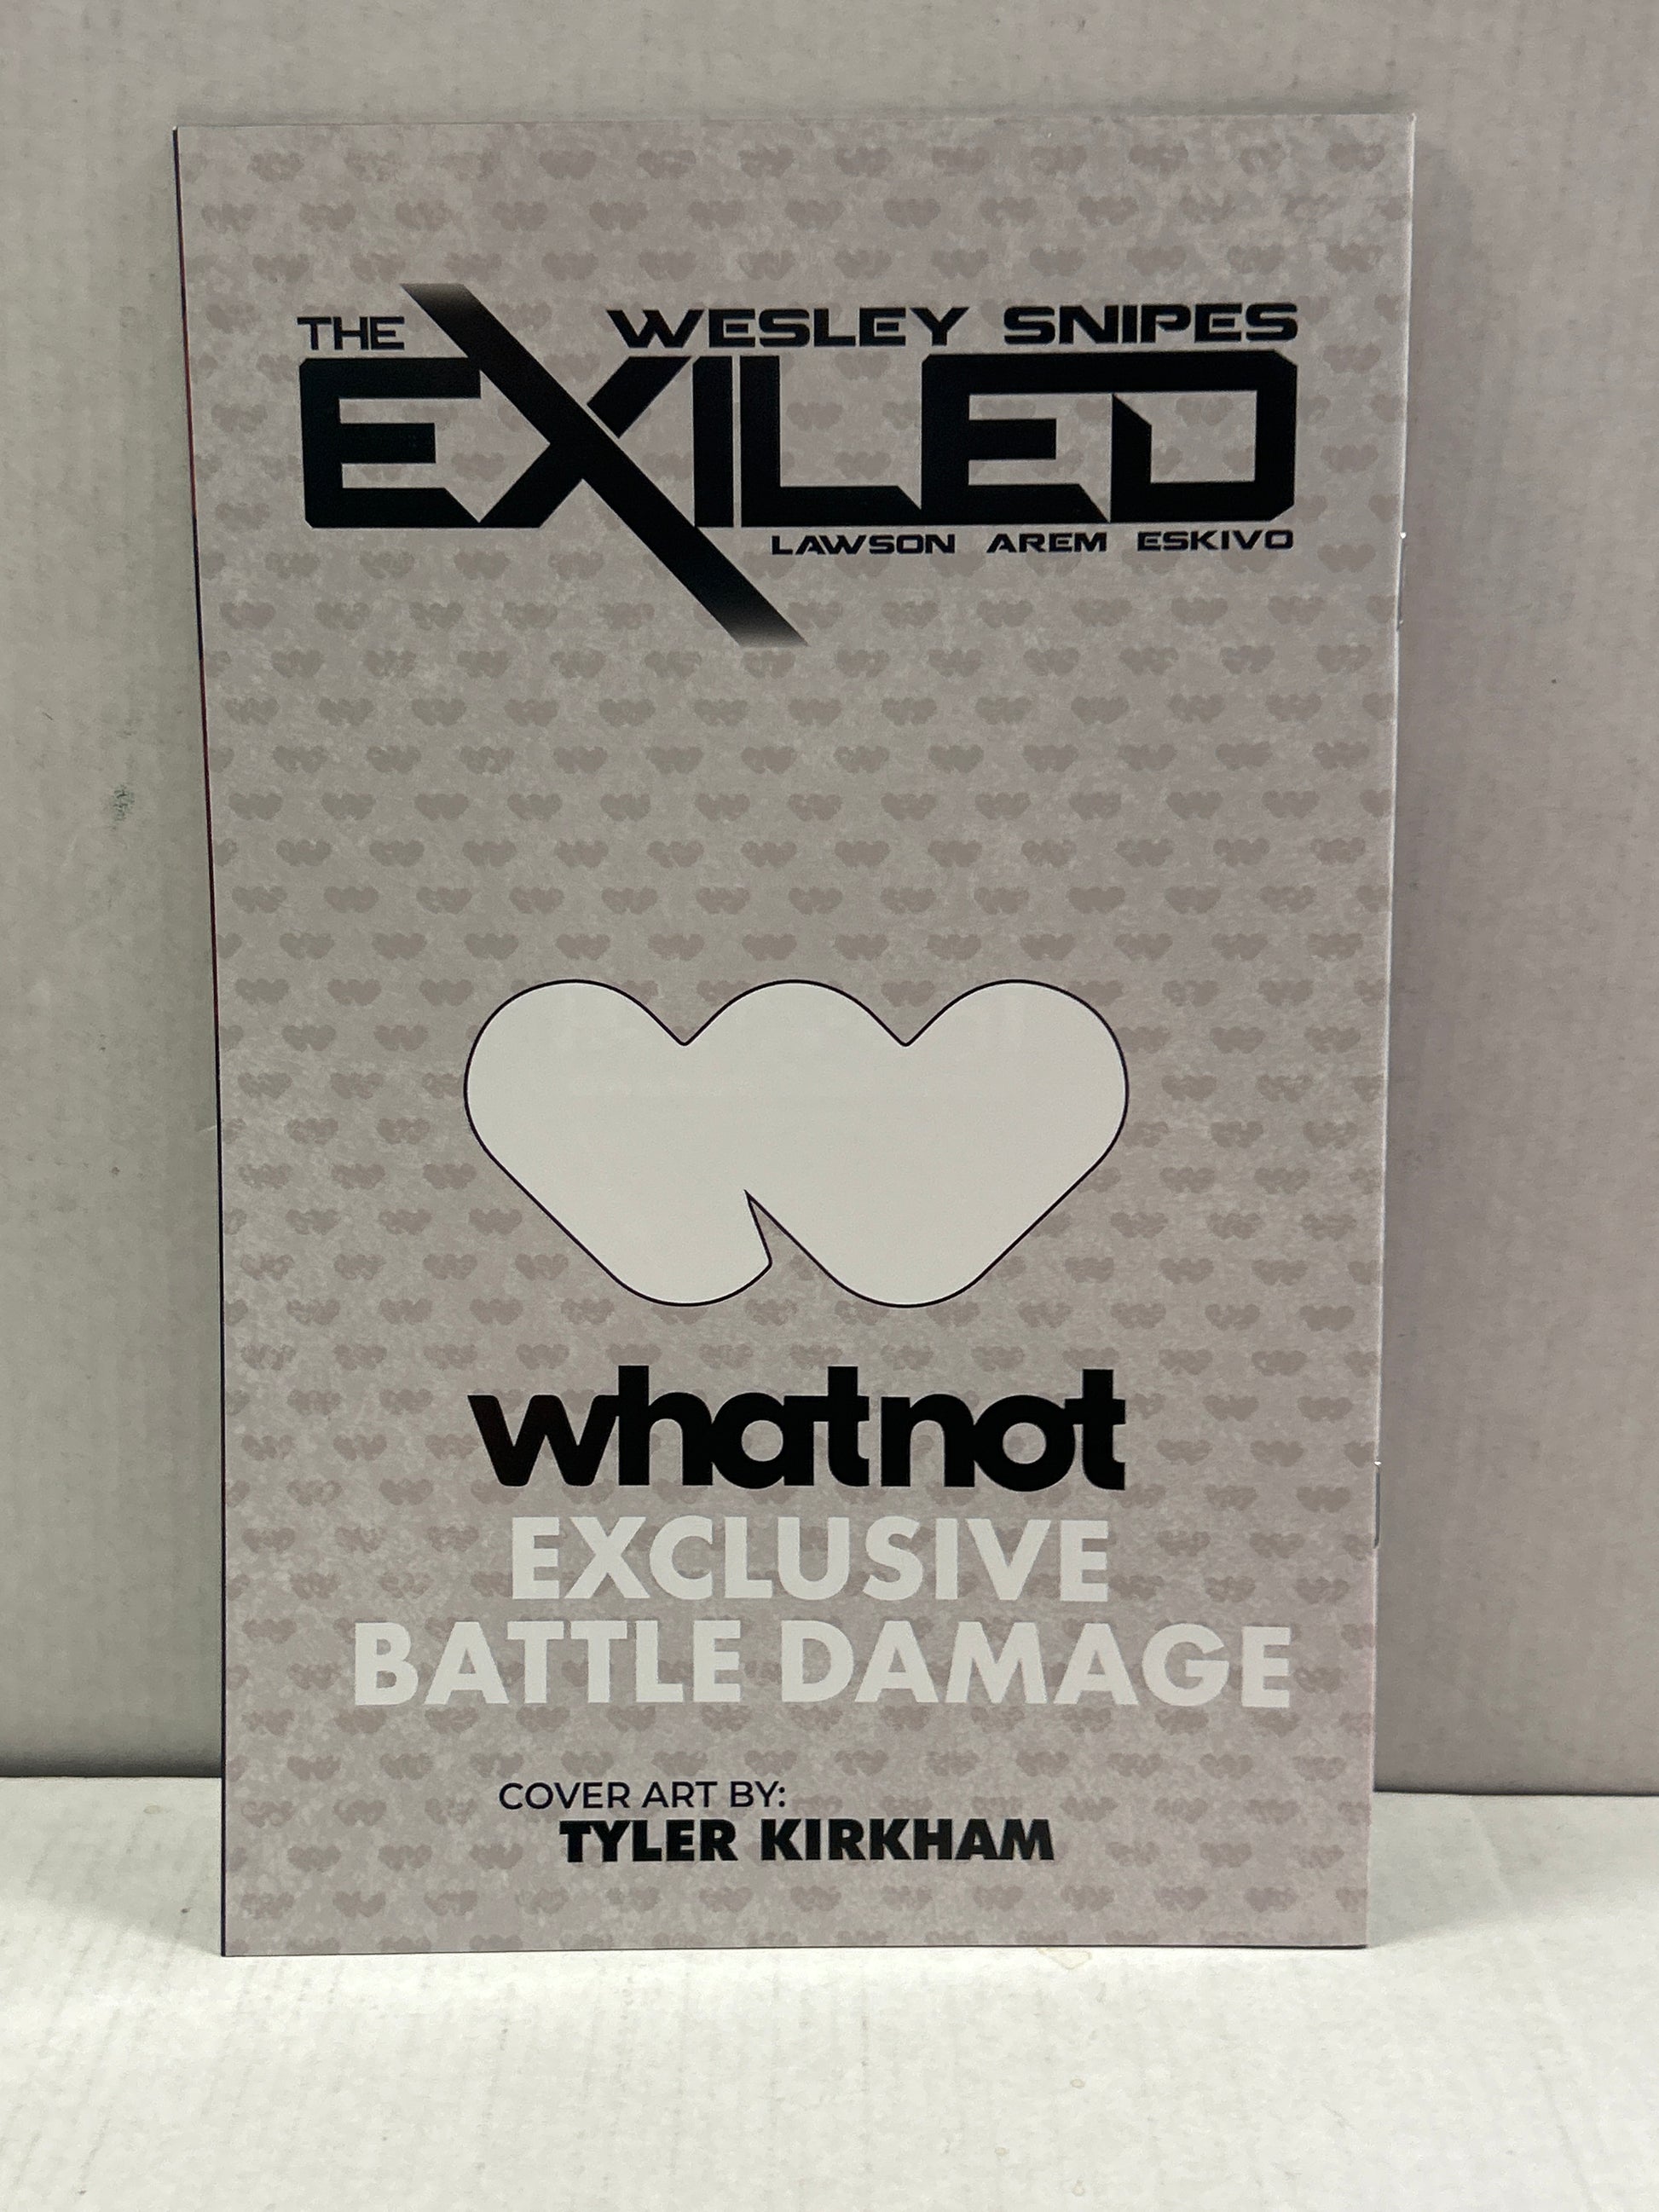 THE WESLEY SNIPES
EXILED
LAWSON AREM ESKIVO
whatnot
EXCLUSIVE
BATTLE DAMAGE
COVER ART BY:
TYLER KIRKHAM